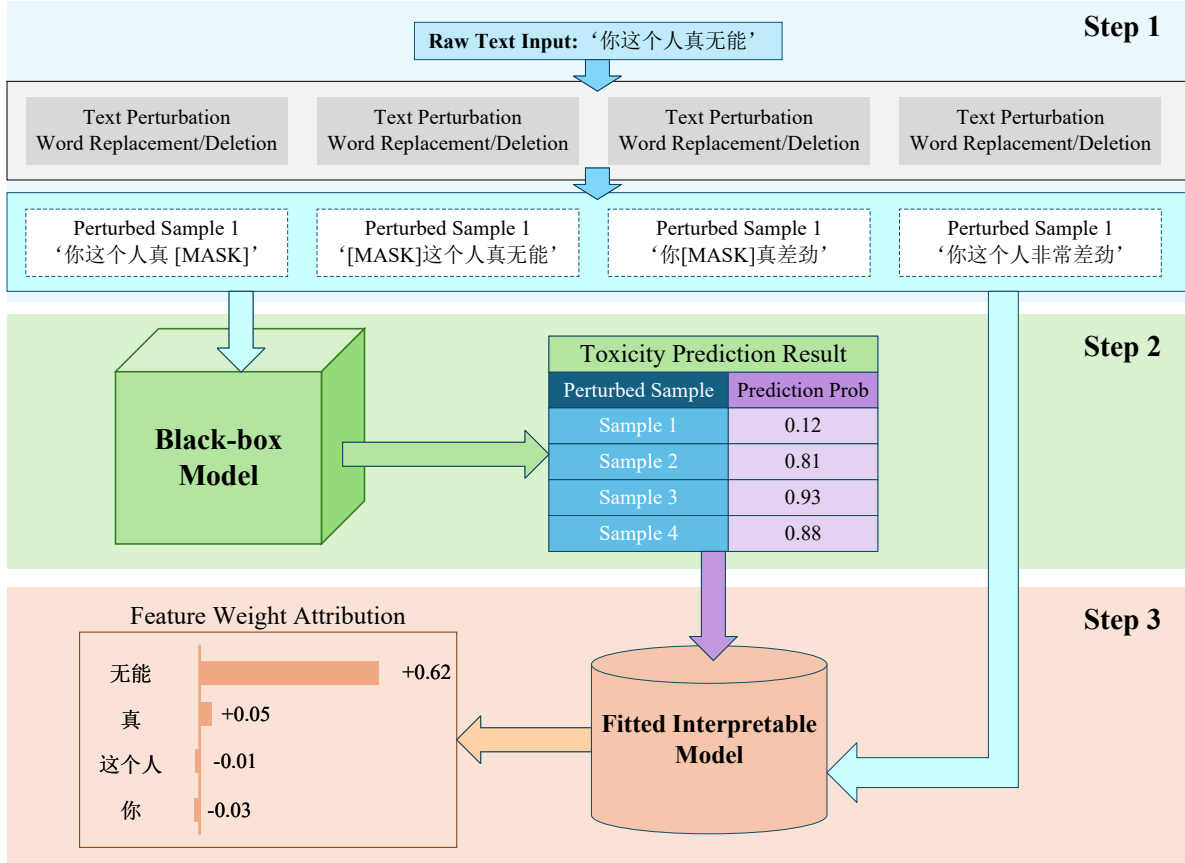 Step 1
Raw Text Input: ‘你这个人真无能’
Text Perturbation
Word Replacement/Deletion
Text Perturbation
Word Replacement/Deletion
Text Perturbation
Word Replacement/Deletion
Text Perturbation
Word Replacement/Deletion
Perturbed Sample 1
‘你这个人真 [MASK]’
Perturbed Sample 1
‘[MASK]这个人真无能’
Perturbed Sample 1
‘你[MASK]真差劲’
Perturbed Sample 1
‘你这个人非常差劲’
Step 2
Black-box
Model
Toxicity Prediction Result
Perturbed Sample Prediction Prob
Sample 1 0.12
Sample 2 0.81
Sample 3 0.93
Sample 4 0.88
Step 3
Feature Weight Attribution
无能 +0.62
真 +0.05
这个人 -0.01
你 -0.03
Fitted Interpretable
Model